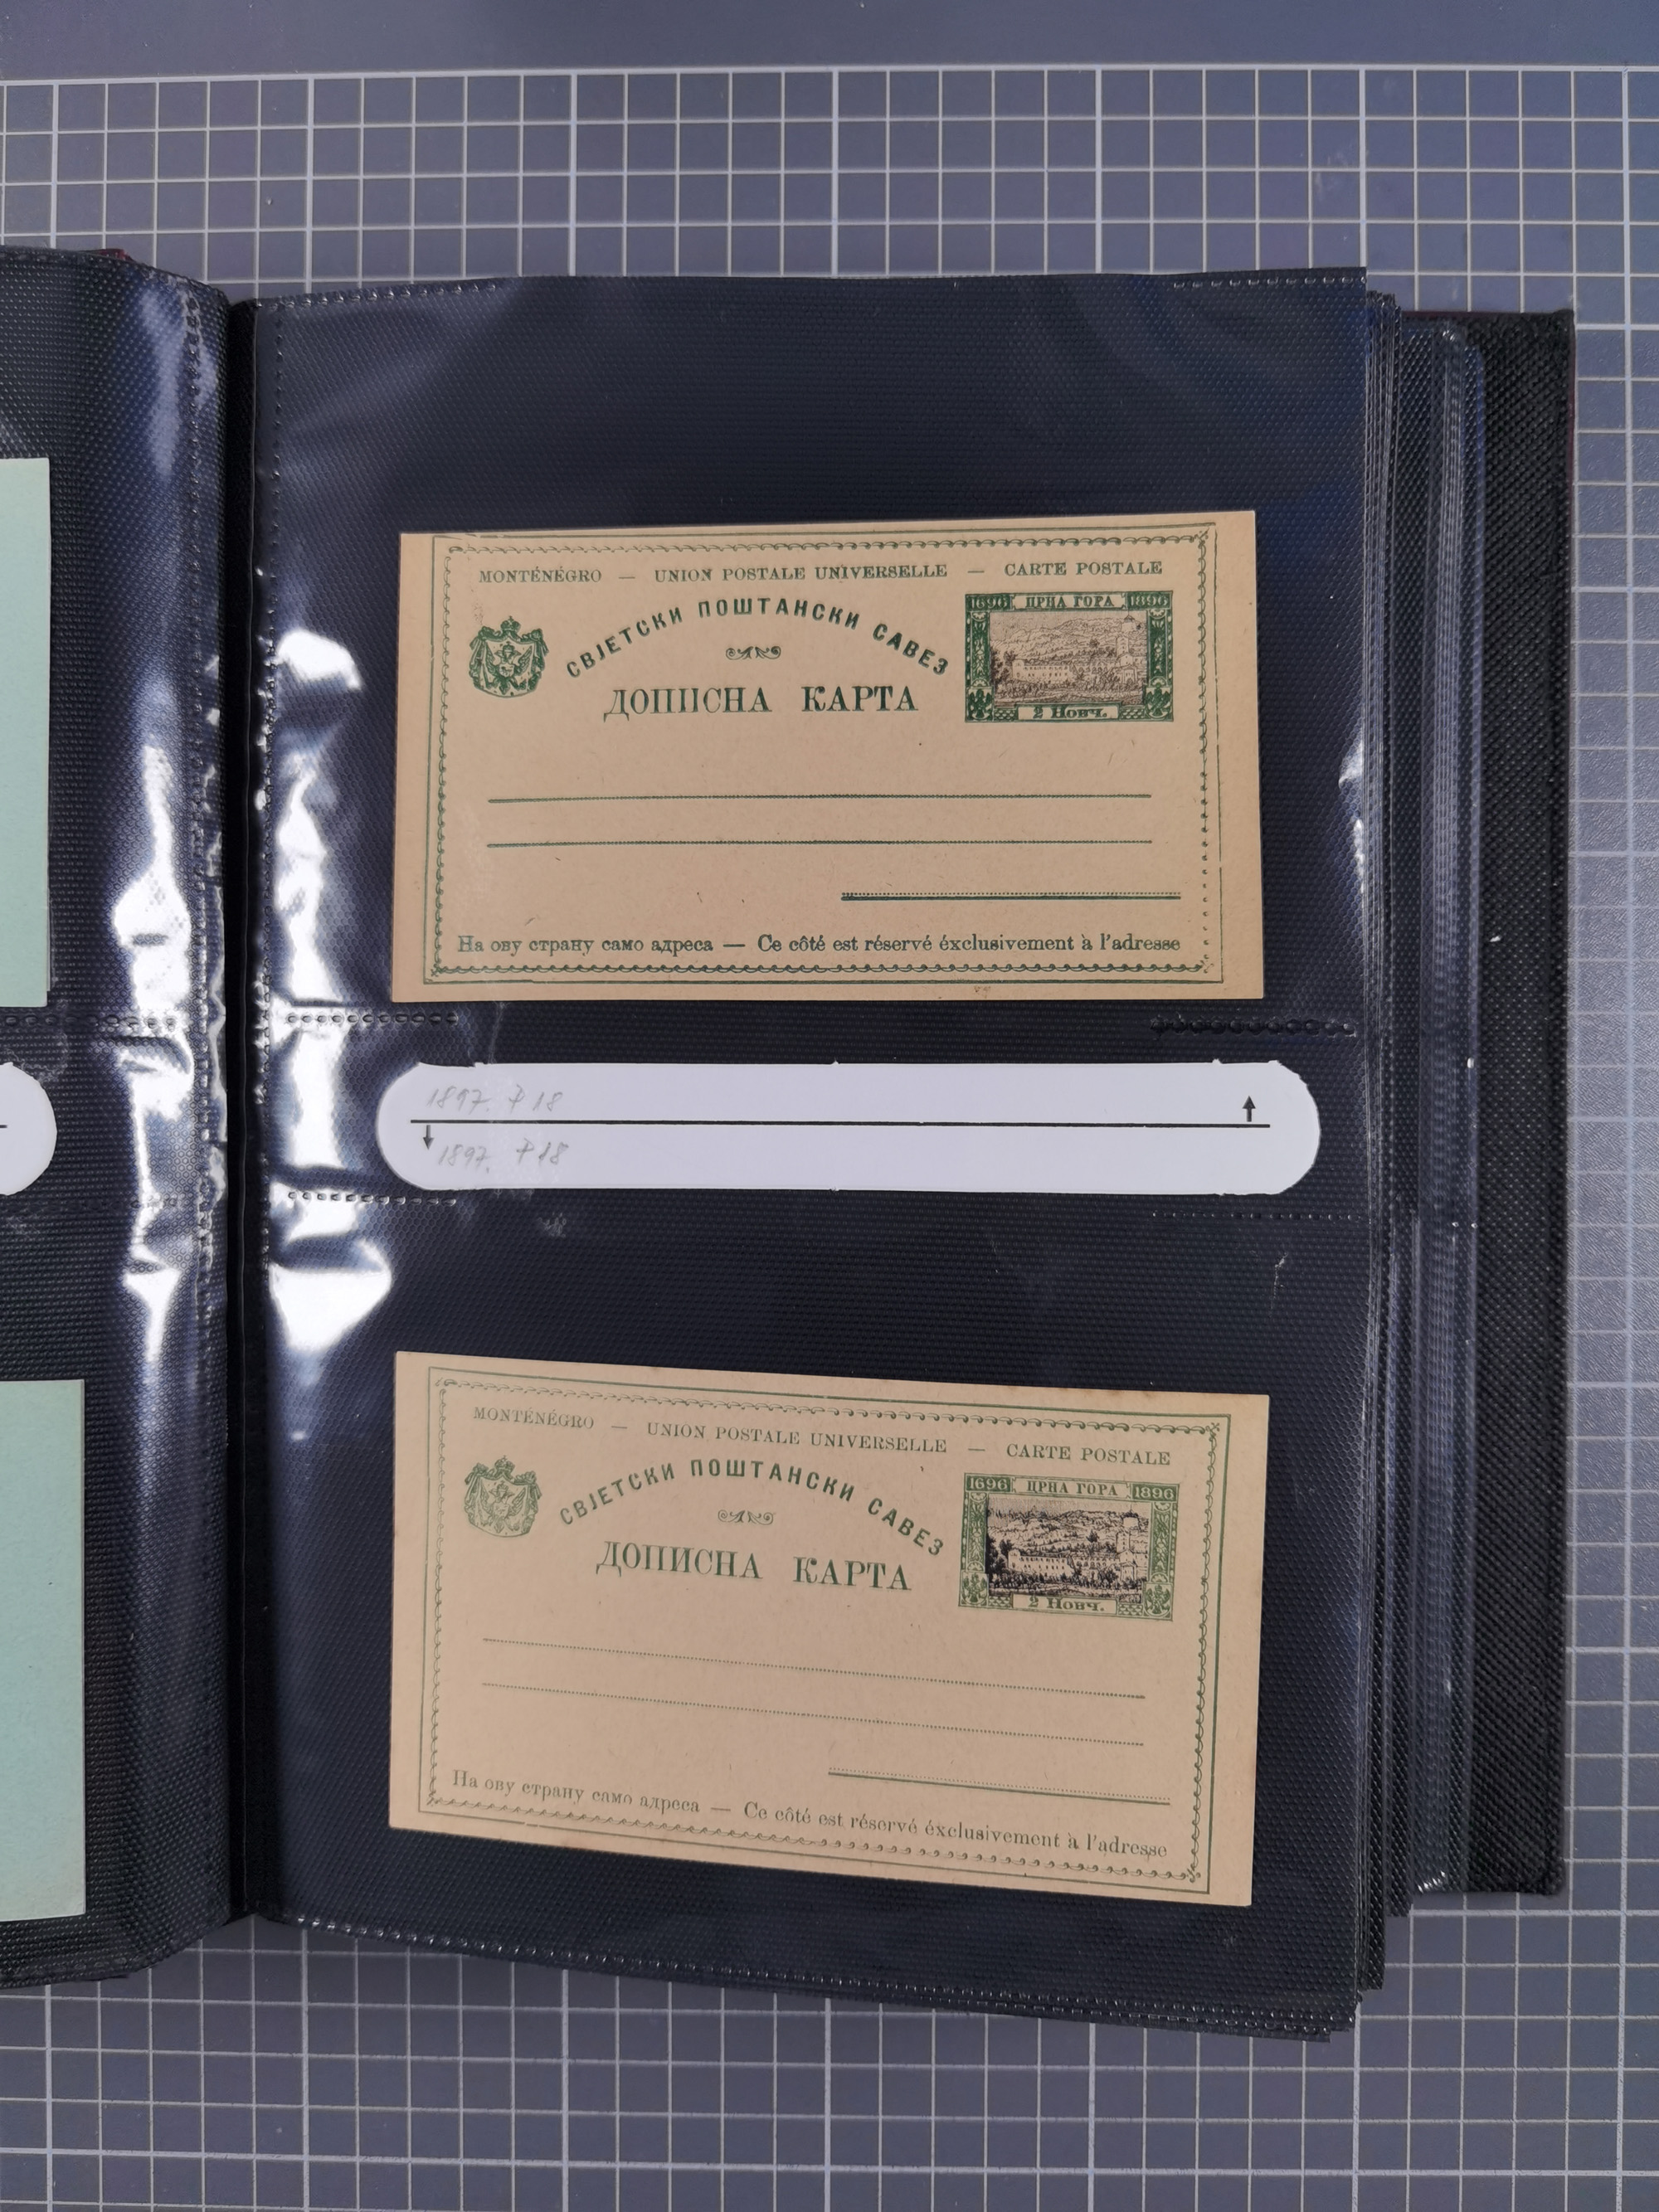 MONTÉNÉGRO — UNION POSTALE UNIVERSELLE — CARTE POSTALE
СВЈЕТСКИ ПОШТАНСКИ САВЕЗ
1696 ЦРНА ГОРА 1896
ДОПИСНА КАРТА
2 Новч.
На ову страну само адреса — Ce côté est réservé éxclusivement à l'adresse
1897. P 18
1897. P 18
MONTÉNÉGRO — UNION POSTALE UNIVERSELLE — CARTE POSTALE
СВЈЕТСКИ ПОШТАНСКИ САВЕЗ
1696 ЦРНА ГОРА 1896
ДОПИСНА КАРТА
2 Новч.
На ову страну само адреса — Ce côté est réservé éxclusivement à l'adresse